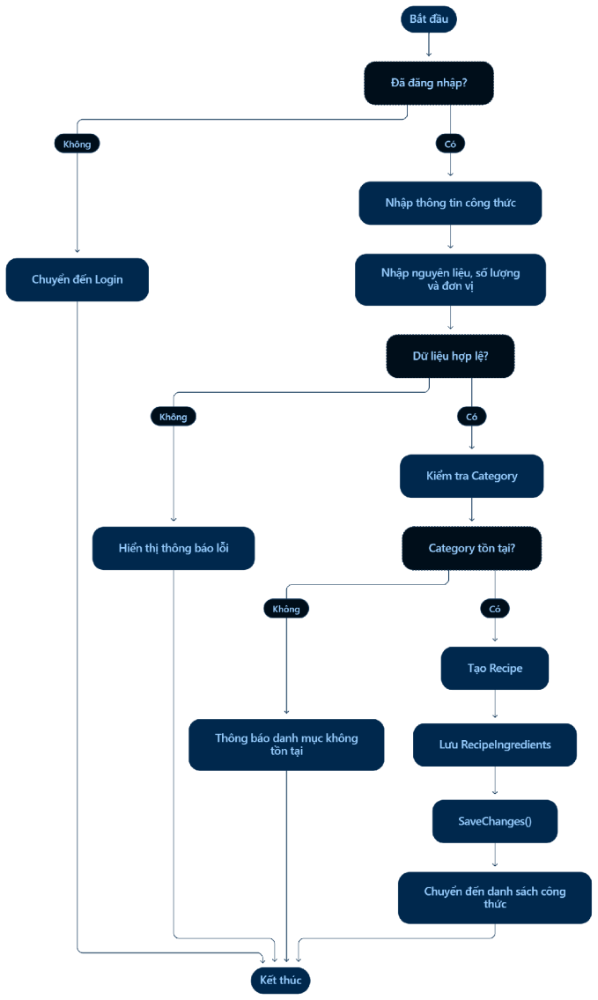 Bắt đầu
Đã đăng nhập?
Không
Có
Nhập thông tin công thức
Chuyển đến Login
Nhập nguyên liệu, số lượng
và đơn vị
Dữ liệu hợp lệ?
Không
Có
Kiểm tra Category
Hiển thị thông báo lỗi
Category tồn tại?
Không
Có
Tạo Recipe
Thông báo danh mục không
tồn tại
Lưu RecipeIngredients
SaveChanges()
Chuyển đến danh sách công
thức
Kết thúc